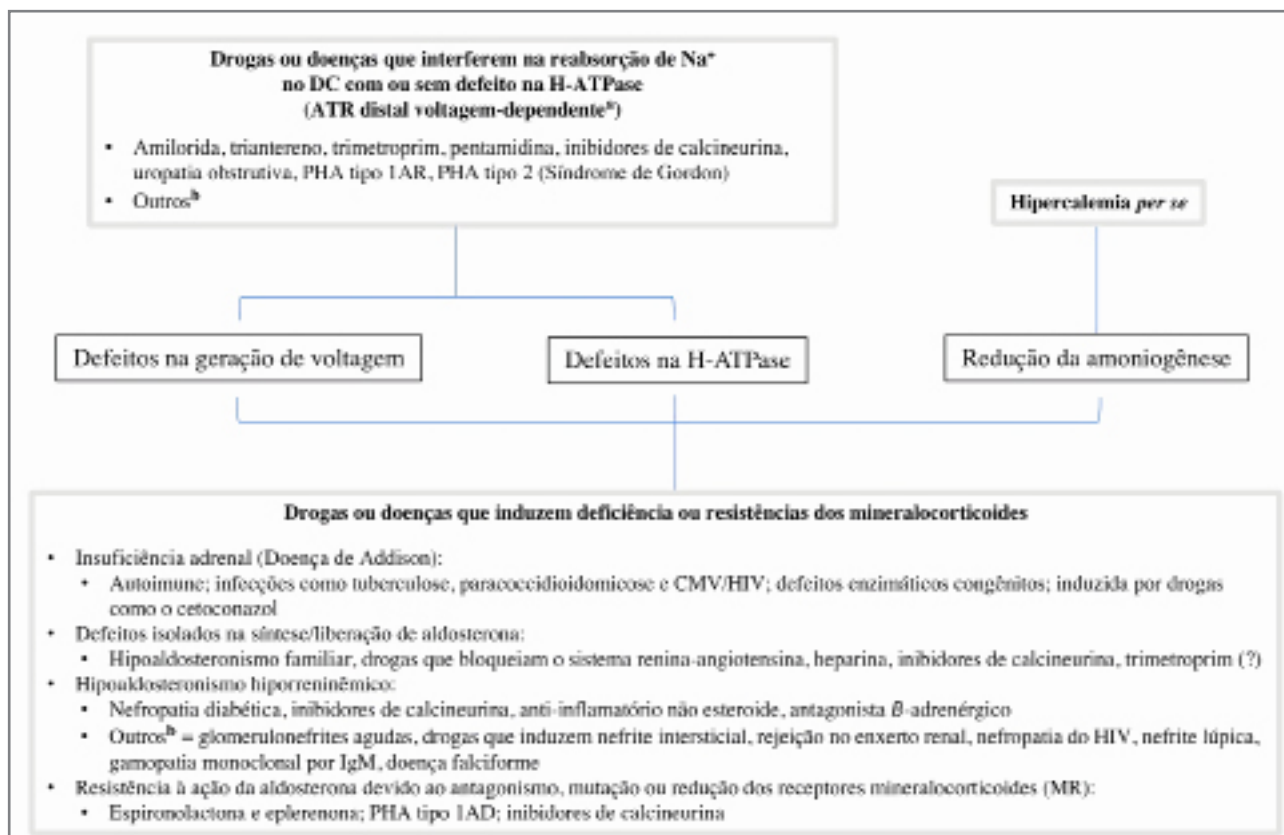 Drogas ou doenças que interferem na reabsorção de Na⁺
no DC com ou sem defeito na H-ATPase
(ATR distal voltagem-dependenteª)
• Amilorida, triantereno, trimetroprim, pentamidina, inibidores de calcineurina,
uropatia obstrutiva, PHA tipo 1AR, PHA tipo 2 (Síndrome de Gordon)
• Outrosᵇ
Hipercalemia per se
Defeitos na geração de voltagem
Defeitos na H-ATPase
Redução da amoniogênese
Drogas ou doenças que induzem deficiência ou resistências dos mineralocorticoides
• Insuficiência adrenal (Doença de Addison):
• Autoimune; infecções como tuberculose, paracoccidioidomicose e CMV/HIV; defeitos enzimáticos congênitos; induzida por drogas
como o cetoconazol
• Defeitos isolados na síntese/liberação de aldosterona:
• Hipoaldosteronismo familiar, drogas que bloqueiam o sistema renina-angiotensina, heparina, inibidores de calcineurina, trimetroprim (?)
• Hipoaldosteronismo hiporreninêmico:
• Nefropatia diabética, inibidores de calcineurina, anti-inflamatório não esteroide, antagonista B-adrenérgico
• Outrosᵇ = glomerulonefrites agudas, drogas que induzem nefrite intersticial, rejeição no enxerto renal, nefropatia do HIV, nefrite lúpica,
gamopatia monoclonal por IgM, doença falciforme
• Resistência à ação da aldosterona devido ao antagonismo, mutação ou redução dos receptores mineralocorticoides (MR):
• Espironolactona e eplerenona; PHA tipo 1AD; inibidores de calcineurina